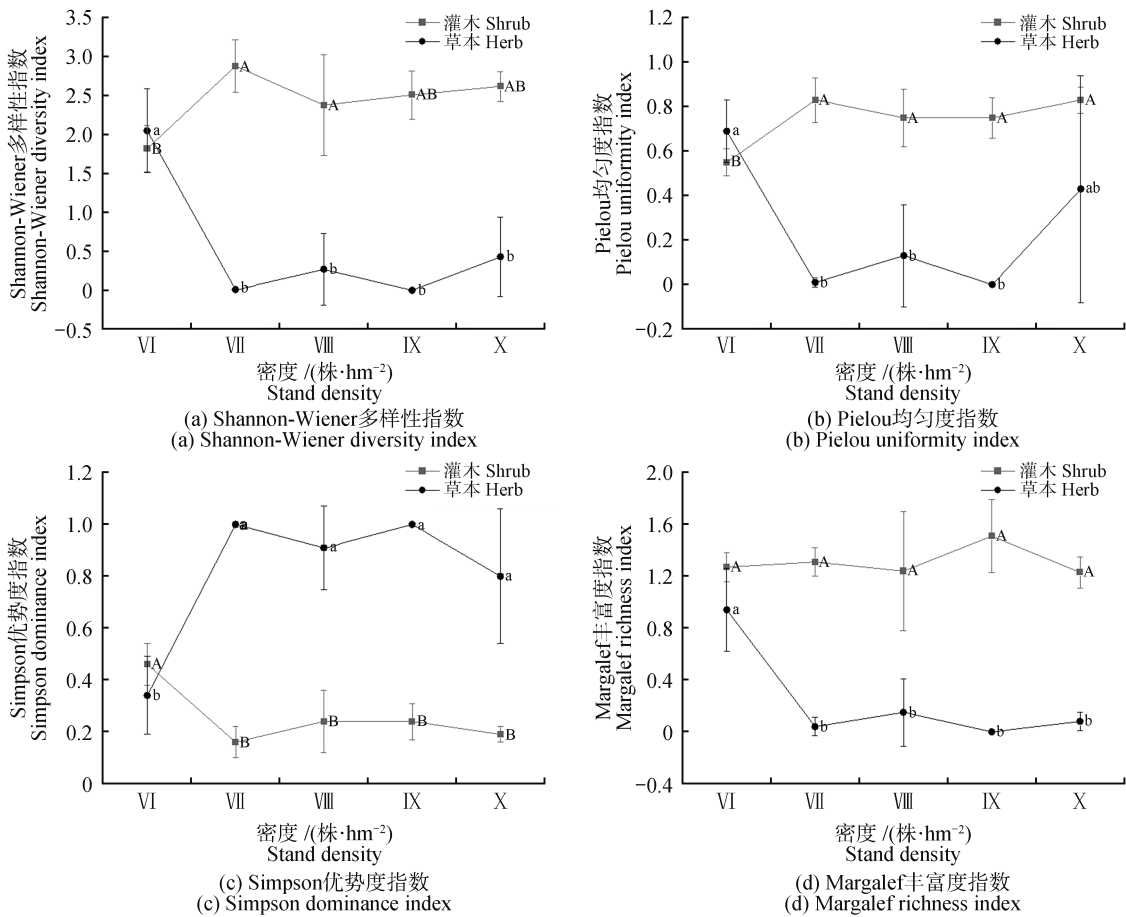 3.5
3.0
2.5
2.0
1.5
1.0
0.5
0
−0.5
Shannon-Wiener多样性指数
Shannon-Wiener diversity index
灌木 Shrub
草本 Herb
a
B
A
b
A
b
AB
b
AB
b
Ⅵ
Ⅶ
Ⅷ
Ⅸ
Ⅹ
密度 /(株·hm⁻²)
Stand density
(a) Shannon-Wiener多样性指数
(a) Shannon-Wiener diversity index
1.2
1.0
0.8
0.6
0.4
0.2
0
−0.2
Pielou均匀度指数
Pielou uniformity index
灌木 Shrub
草本 Herb
a
B
A
b
A
b
A
b
A
ab
Ⅵ
Ⅶ
Ⅷ
Ⅸ
Ⅹ
密度 /(株·hm⁻²)
Stand density
(b) Pielou均匀度指数
(b) Pielou uniformity index
1.2
1.0
0.8
0.6
0.4
0.2
0
Simpson优势度指数
Simpson dominance index
灌木 Shrub
草本 Herb
A
b
a
B
a
B
a
B
a
B
Ⅵ
Ⅶ
Ⅷ
Ⅸ
Ⅹ
密度 /(株·hm⁻²)
Stand density
(c) Simpson优势度指数
(c) Simpson dominance index
2.0
1.6
1.2
0.8
0.4
0
−0.4
Margalef丰富度指数
Margalef richness index
灌木 Shrub
草本 Herb
A
a
A
b
A
b
A
b
A
b
Ⅵ
Ⅶ
Ⅷ
Ⅸ
Ⅹ
密度 /(株·hm⁻²)
Stand density
(d) Margalef丰富度指数
(d) Margalef richness index